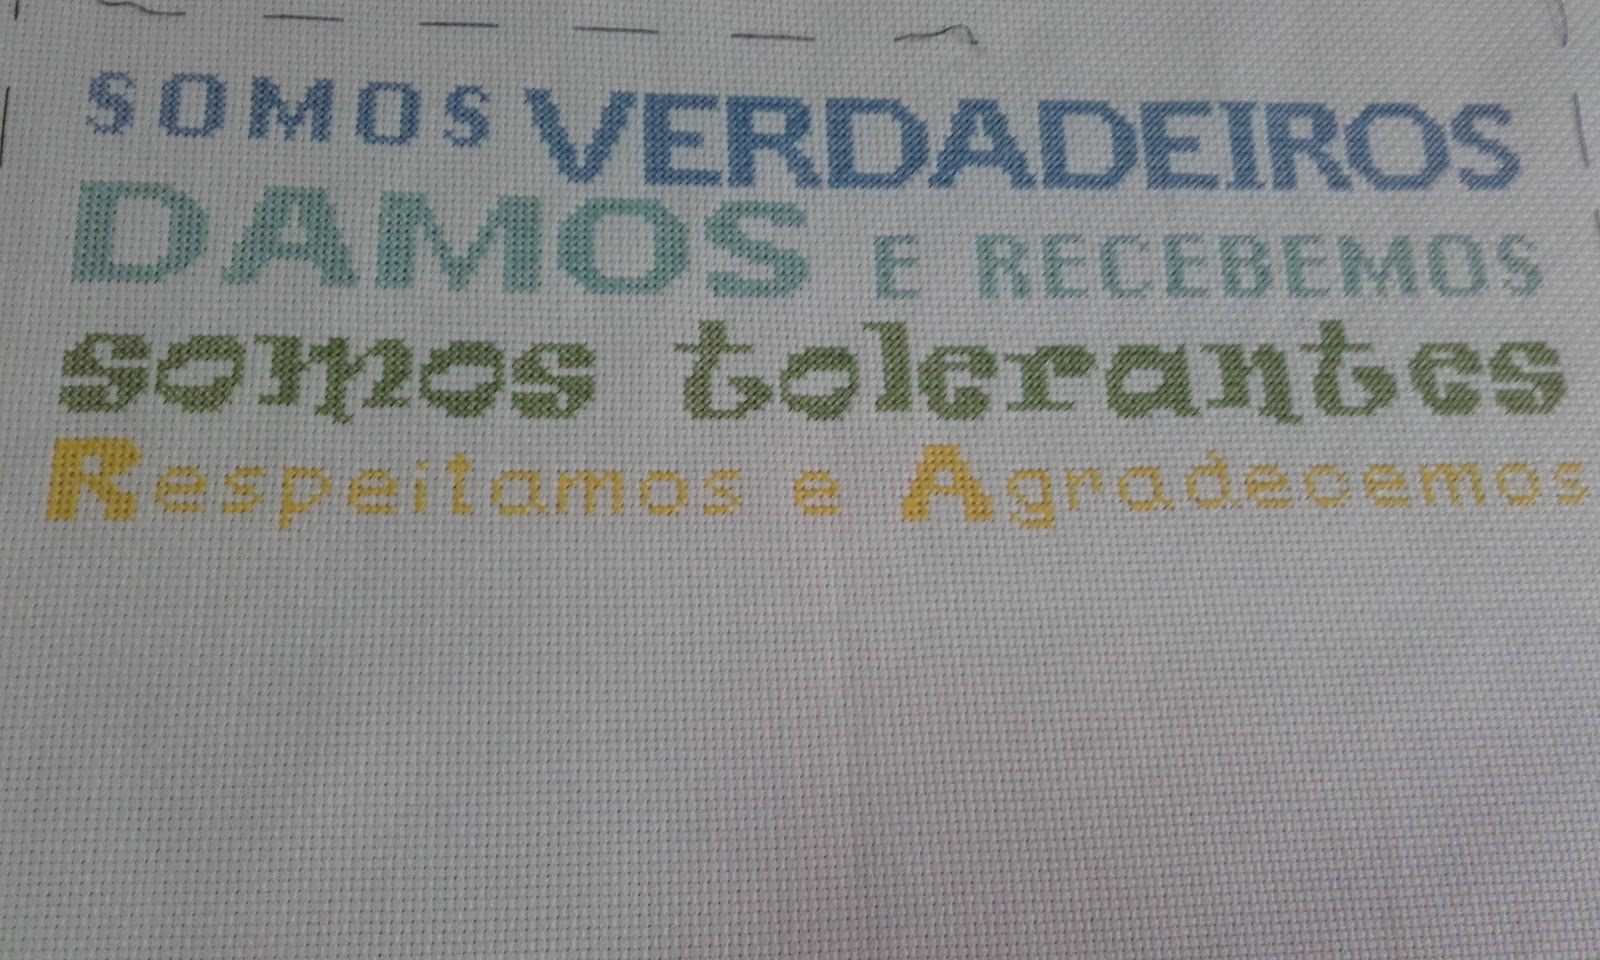 SOMOS VERDADEIROS
DAMOS E RECEBEMOS
somos tolerantes
Respeitamos e Agradecemos